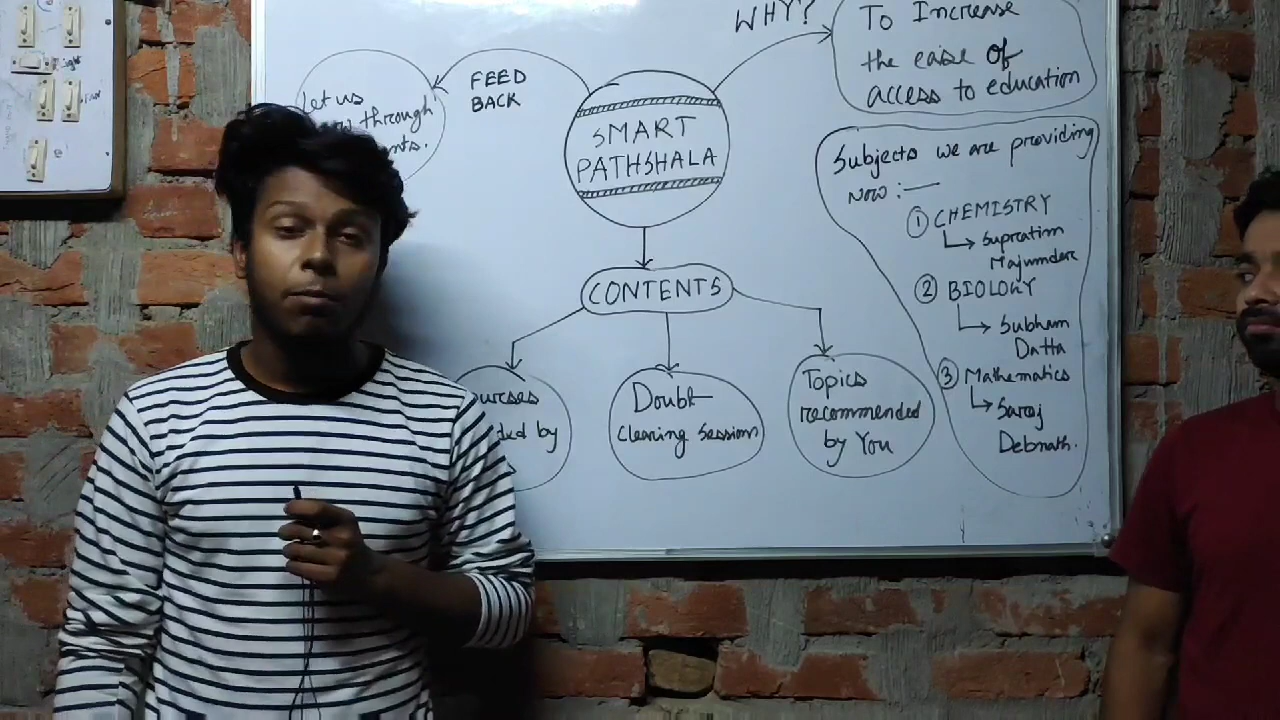 WHY?
To Increase
the ease of
access to education
FEED
BACK
Let us
through
SMART
PATHSHALA
Subjects we are providing
Now :—
① CHEMISTRY
Supratim
Majumder
② BIOLOGY
Subham
Datta
③ Mathematics
Saroj
Debnath.
CONTENTS
Doubt
Clearing Session
Topics
recommended
by You
by